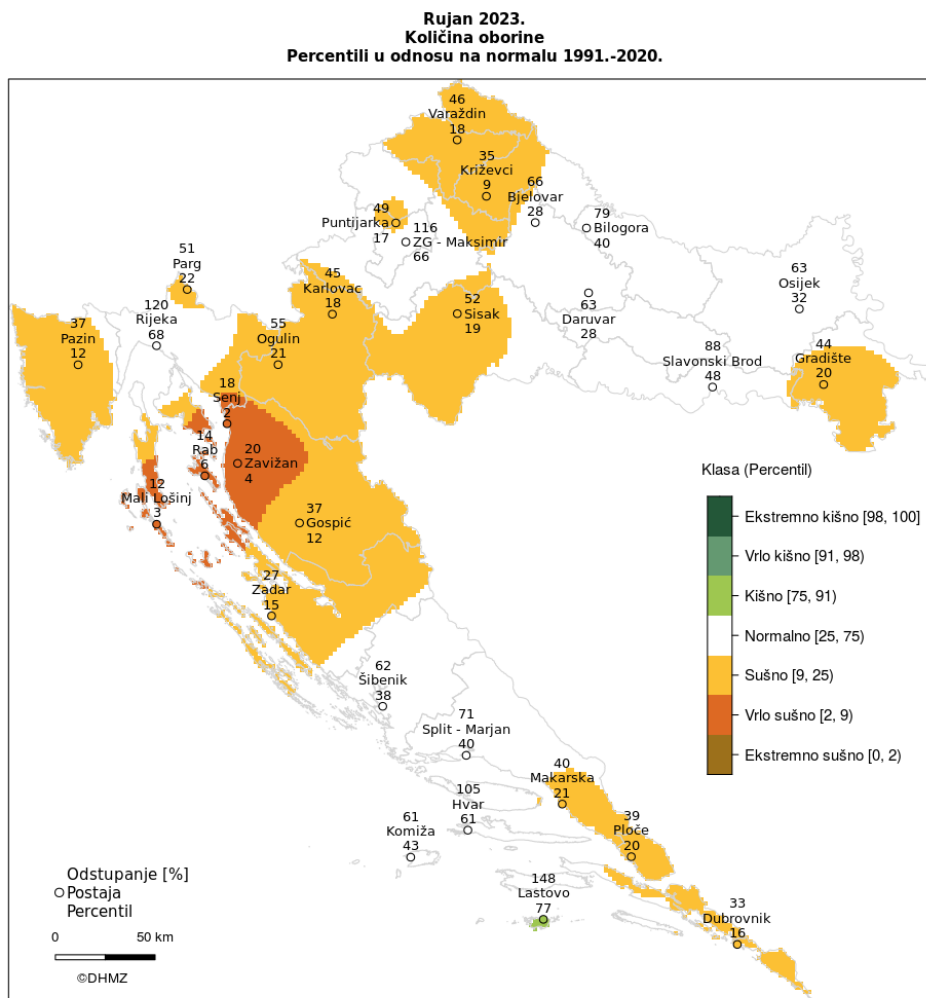 Rujan 2023.
Količina oborine
Percentili u odnosu na normalu 1991.-2020.
46
Varaždin
18
35
Križevci
9
66
Bjelovar
28
49
Puntijarka
17
116
ZG - Maksimir
66
79
Bilogora
40
51
Parg
22
45
Karlovac
18
52
Sisak
19
63
Daruvar
28
63
Osijek
32
120
Rijeka
68
37
Pazin
12
55
Ogulin
21
88
Slavonski Brod
48
44
Gradište
20
18
Senj
2
14
Rab
6
20
Zavižan
4
12
Mali Lošinj
3
37
Gospić
12
27
Zadar
15
62
Šibenik
38
71
Split - Marjan
40
40
Makarska
21
105
Hvar
61
61
Komiža
43
39
Ploče
20
148
Lastovo
77
33
Dubrovnik
16
Klasa (Percentil)
Ekstremno kišno [98, 100]
Vrlo kišno [91, 98)
Kišno [75, 91)
Normalno [25, 75)
Sušno [9, 25)
Vrlo sušno [2, 9)
Ekstremno sušno [0, 2)
Odstupanje [%]
Postaja
Percentil
0 50 km
©DHMZ